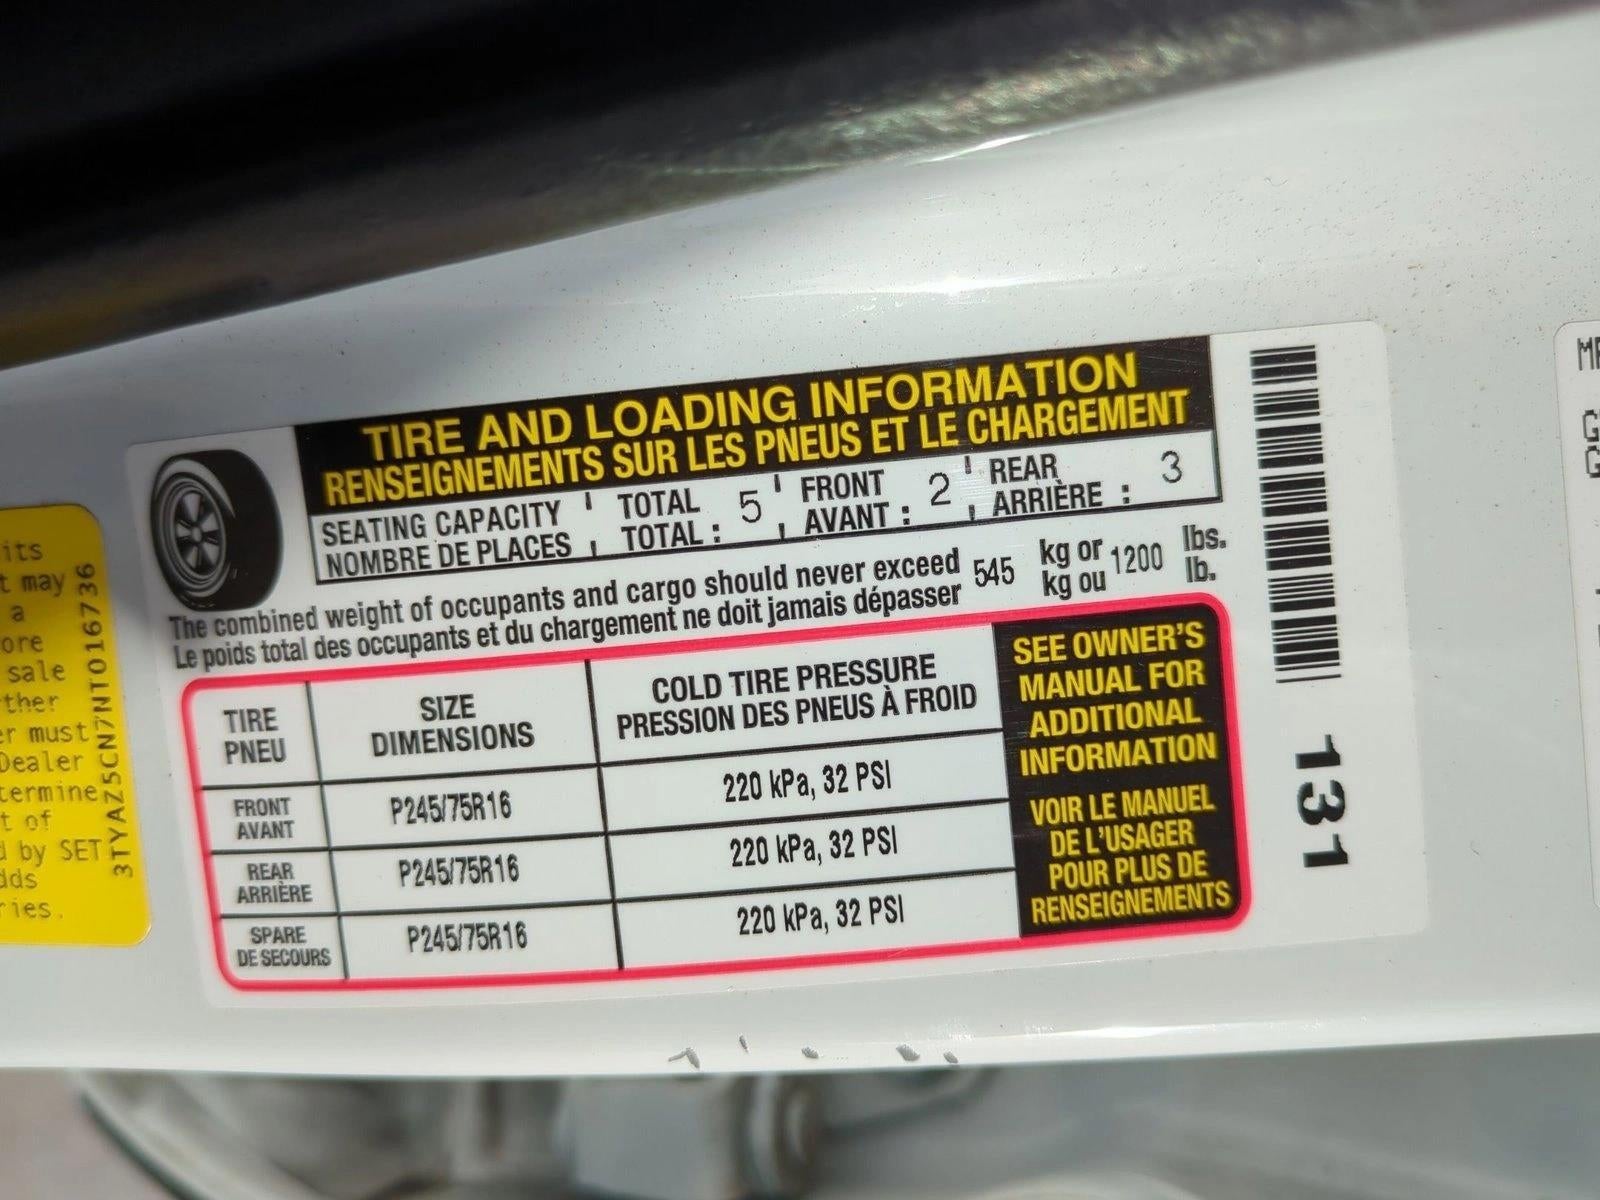 its
t may
a
ore
sale
ther
er must
Dealer
termine
t of
d by SET
dds
ries.
3TYAZ5CN7NT016736
TIRE AND LOADING INFORMATION
RENSEIGNEMENTS SUR LES PNEUS ET LE CHARGEMENT
SEATING CAPACITY TOTAL 5 FRONT 2 REAR 3
NOMBRE DE PLACES TOTAL : AVANT : ARRIÈRE :
The combined weight of occupants and cargo should never exceed 545 kg or 1200 lbs.
Le poids total des occupants et du chargement ne doit jamais dépasser kg ou lb.
TIRE
PNEU
SIZE
DIMENSIONS
COLD TIRE PRESSURE
PRESSION DES PNEUS À FROID
FRONT
AVANT
P245/75R16
220 kPa, 32 PSI
REAR
ARRIÈRE
P245/75R16
220 kPa, 32 PSI
SPARE
DE SECOURS
P245/75R16
220 kPa, 32 PSI
SEE OWNER'S
MANUAL FOR
ADDITIONAL
INFORMATION
VOIR LE MANUEL
DE L'USAGER
POUR PLUS DE
RENSEIGNEMENTS
131